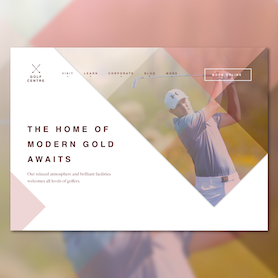 GOLF
CENTRE
VISIT LEARN CORPORATE BLOG MORE
BOOK ONLINE
THE HOME OF
MODERN GOLD
AWAITS
Our relaxed atmosphere and brilliant facilities
welcomes all levels of golfers